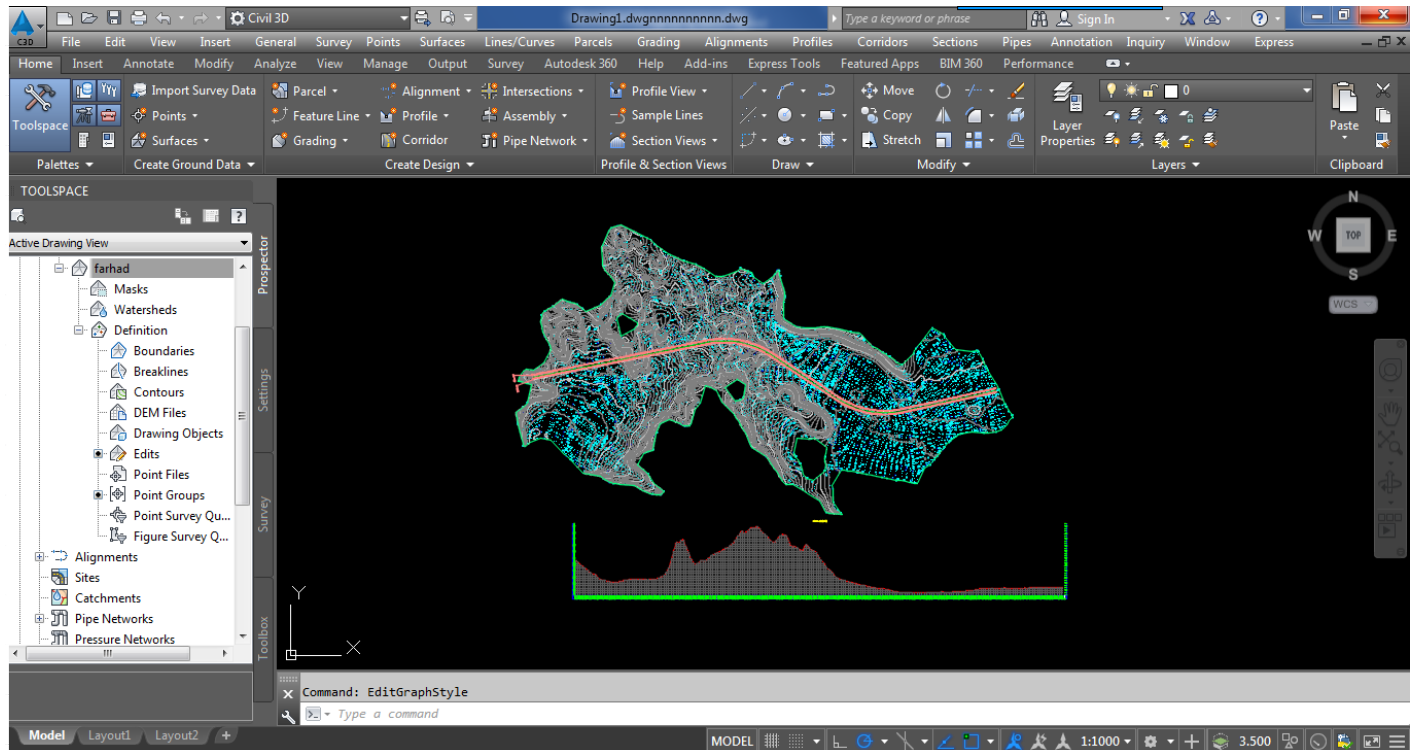 Civil 3D
Drawing1.dwgnnnnnnnnnn.dwg
Type a keyword or phrase
Sign In
C3D
File Edit View Insert General Survey Points Surfaces Lines/Curves Parcels Grading Alignments Profiles Corridors Sections Pipes Annotation Inquiry Window Express
Home Insert Annotate Modify Analyze View Manage Output Survey Autodesk 360 Help Add-ins Express Tools Featured Apps BIM 360 Performance
Import Survey Data Parcel Alignment Intersections Profile View Move 0
Toolspace Points Feature Line Profile Assembly Sample Lines Copy Layer Properties Paste
Surfaces Grading Corridor Pipe Network Section Views Stretch
Palettes Create Ground Data Create Design Profile & Section Views Draw Modify Layers Clipboard
TOOLSPACE
Active Drawing View
farhad
Masks
Watersheds
Definition
Boundaries
Breaklines
Contours
DEM Files
Drawing Objects
Edits
Point Files
Point Groups
Point Survey Qu...
Figure Survey Q...
Alignments
Sites
Catchments
Pipe Networks
Pressure Networks
Prospector
Settings
Survey
Toolbox
N
W TOP E
S
WCS
Y
X
Command: EditGraphStyle
Type a command
Model Layout1 Layout2 +
MODEL 1:1000 3.500